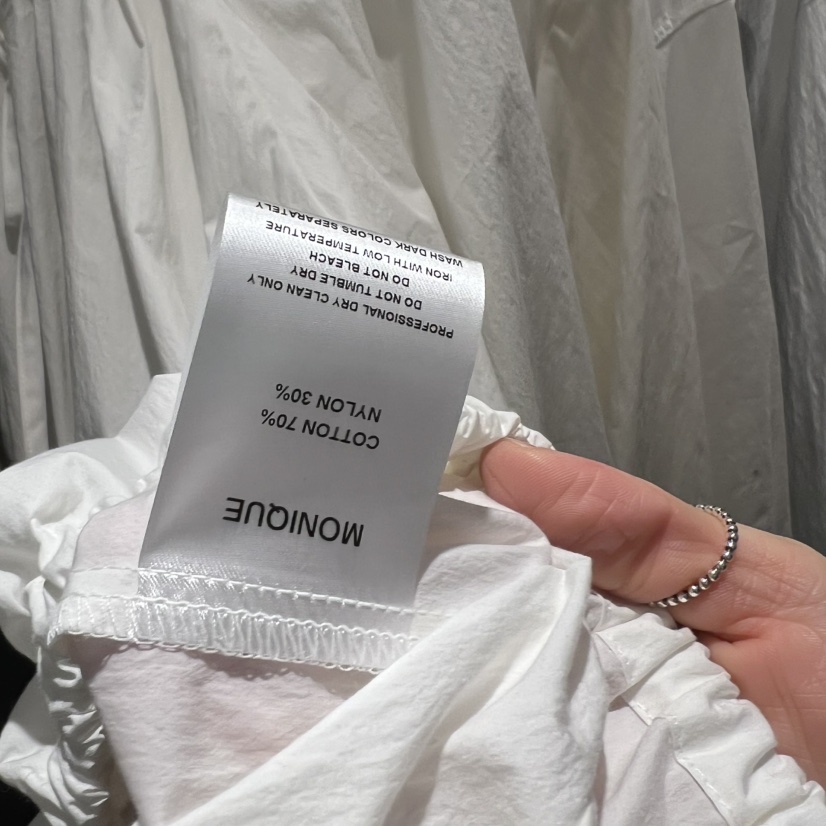 MONIQUE
COTTON 70%
NYLON 30%
PROFESSIONAL DRY CLEAN ONLY
DO NOT TUMBLE DRY
DO NOT BLEACH
IRON WITH LOW TEMPERATURE
WASH DARK COLORS SEPARATELY